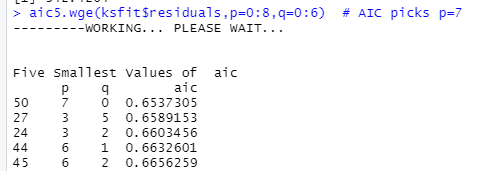 > aic5.wge(ksfit$residuals,p=0:8,q=0:6)  # AIC picks p=7
---------WORKING... PLEASE WAIT...
Five Smallest Values of  aic
p q aic
50 7 0 0.6537305
27 3 5 0.6589153
24 3 2 0.6603456
44 6 1 0.6632601
45 6 2 0.6656259